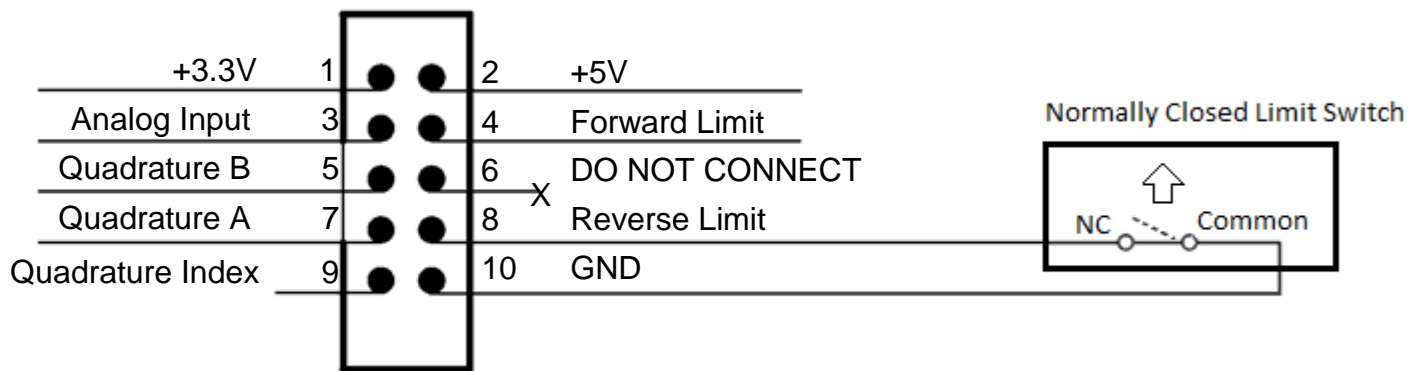 +3.3V 1 2 +5V
Normally Closed Limit Switch
Analog Input 3 4 Forward Limit
Quadrature B 5 6 DO NOT CONNECT
X
Quadrature A 7 8 Reverse Limit
NC Common
Quadrature Index 9 10 GND